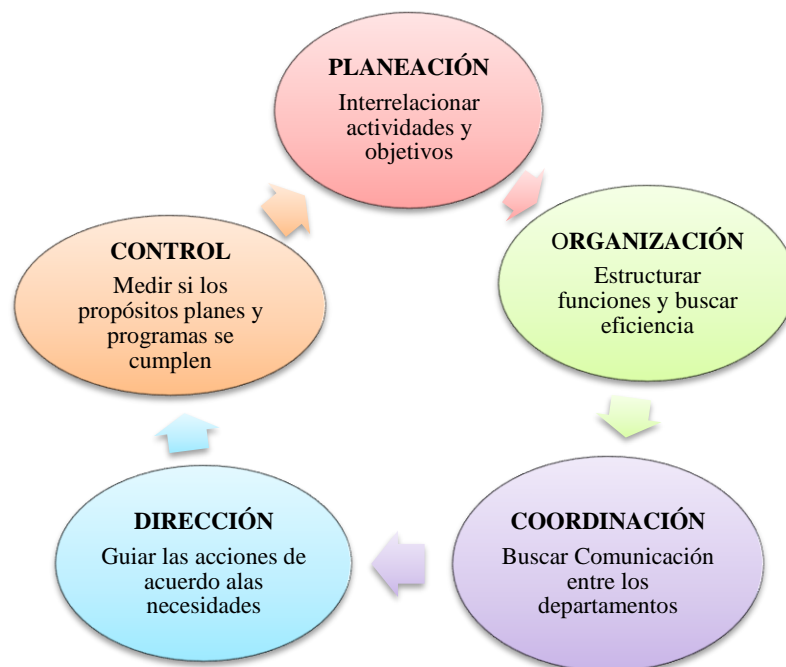 PLANEACIÓN
Interrelacionar
actividades y
objetivos
ORGANIZACIÓN
Estructurar
funciones y buscar
eficiencia
COORDINACIÓN
Buscar Comunicación
entre los
departamentos
DIRECCIÓN
Guiar las acciones de
acuerdo alas
necesidades
CONTROL
Medir si los
propósitos planes y
programas se
cumplen